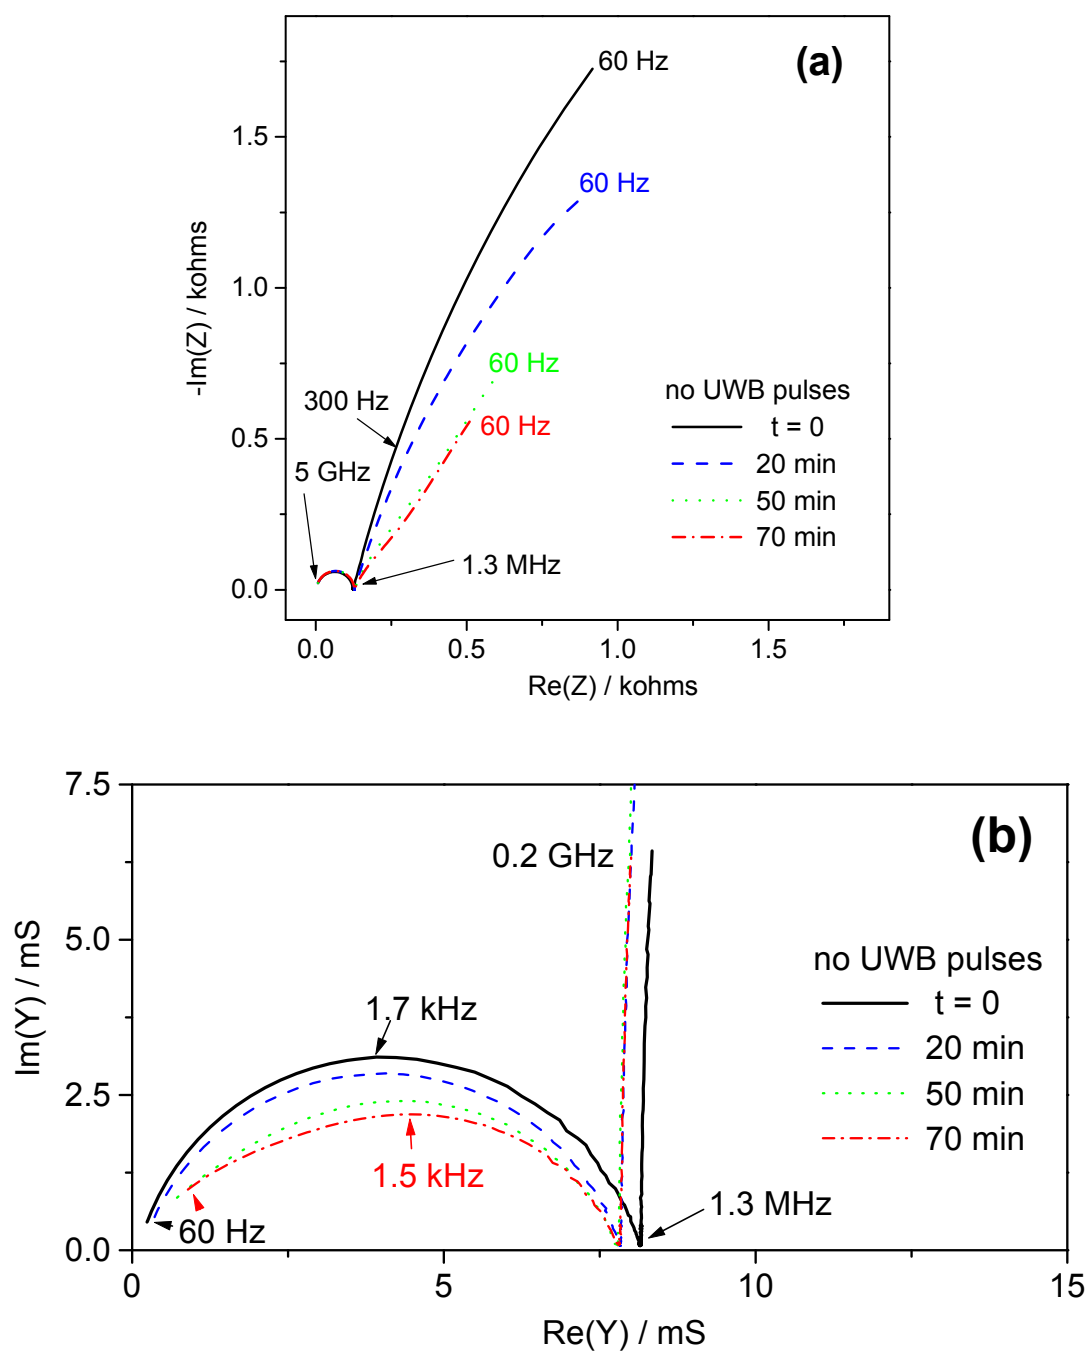 (a)
60 Hz
1.5
60 Hz
-Im(Z) / kohms
1.0
60 Hz
no UWB pulses
300 Hz
60 Hz
t = 0
0.5
5 GHz
20 min
50 min
70 min
1.3 MHz
0.0
0.0 0.5 1.0 1.5
Re(Z) / kohms
7.5
(b)
0.2 GHz
Im(Y) / mS
5.0
no UWB pulses
1.7 kHz
t = 0
20 min
2.5
50 min
1.5 kHz
70 min
60 Hz
1.3 MHz
0.0
0 5 10 15
Re(Y) / mS